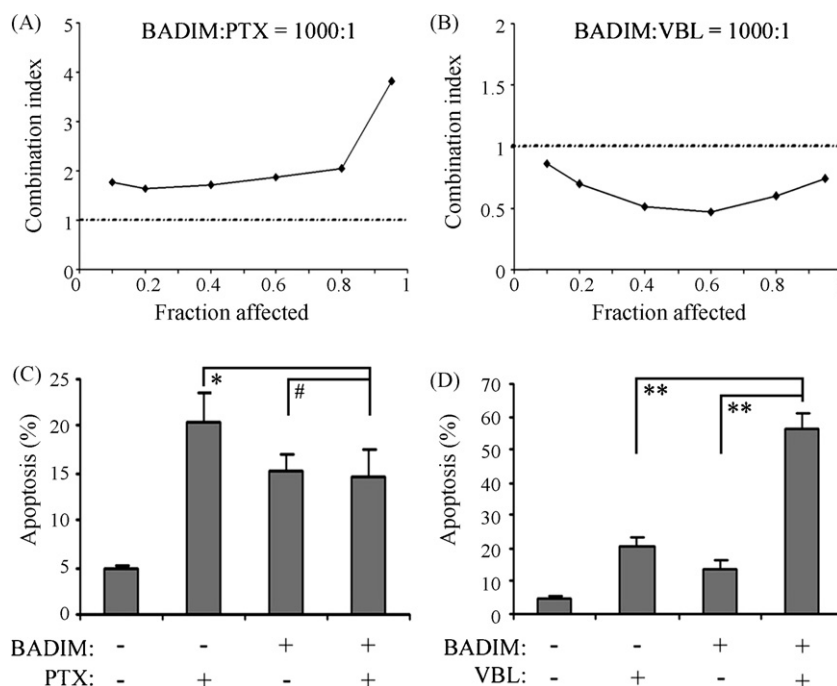 (A)
BADIM:PTX = 1000:1
Combination index
5
4
3
2
1
0
0 0.2 0.4 0.6 0.8 1
Fraction affected
(B)
BADIM:VBL = 1000:1
Combination index
2
1.5
1
0.5
0
0 0.2 0.4 0.6 0.8 1
Fraction affected
(C)
Apoptosis (%)
25
20
15
10
5
0
*
#
BADIM: - - + +
PTX: - + - +
(D)
Apoptosis (%)
70
60
50
40
30
20
10
0
**
**
BADIM: - - + +
VBL: - + - +